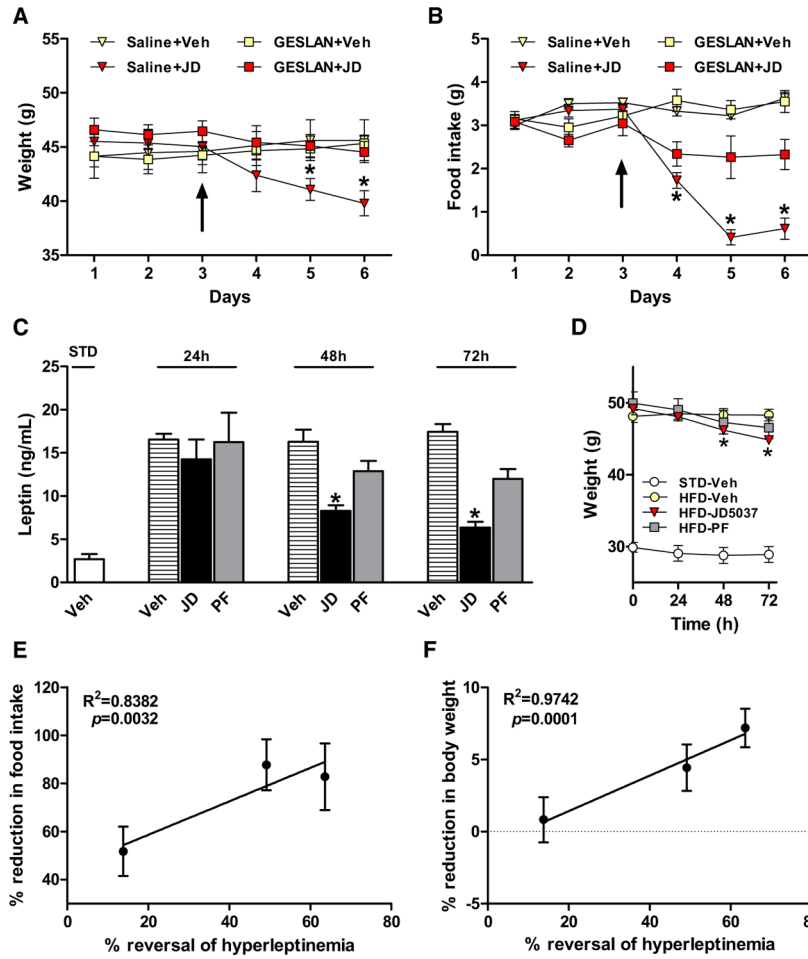 A
Saline+Veh GESLAN+Veh
Saline+JD GESLAN+JD
Weight (g)
55
50
45
40
35
* *
1 2 3 4 5 6
Days
B
Saline+Veh GESLAN+Veh
Saline+JD GESLAN+JD
Food intake (g)
5
4
3
2
1
0
* * *
1 2 3 4 5 6
Days
C
STD 24h 48h 72h
Leptin (ng/mL)
25
20
15
10
5
0
* *
Veh Veh JD PF Veh JD PF Veh JD PF
D
Weight (g)
50
40
30
* *
STD-Veh
HFD-Veh
HFD-JD5037
HFD-PF
0 24 48 72
Time (h)
E
R²=0.8382
p=0.0032
% reduction in food intake
120
100
80
60
40
0 20 40 60 80
% reversal of hyperleptinemia
F
R²=0.9742
p=0.0001
% reduction in body weight
10
5
0
-5
0 20 40 60
% reversal of hyperleptinemia